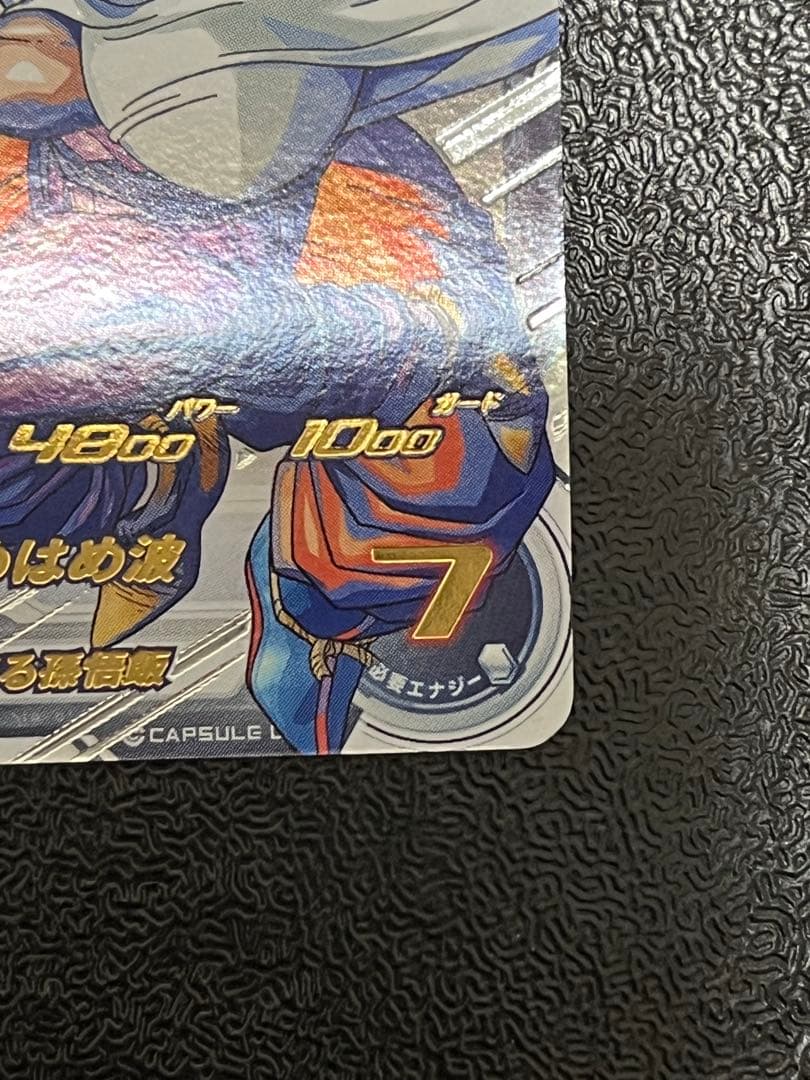 パワー ガード
4800 1000
はめ波
7
る孫悟飯
必要エナジー
CAPSULE